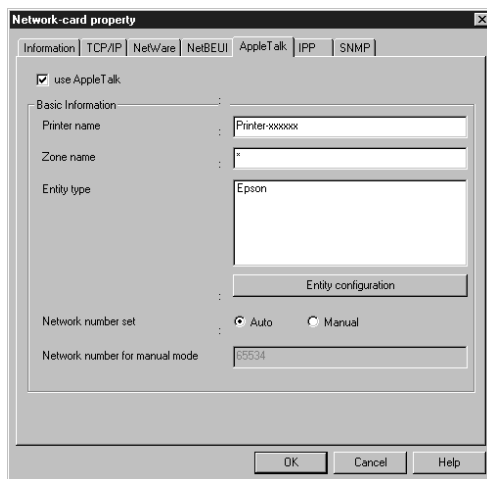 Network-card property
Information TCP/IP NetWare NetBEUI AppleTalk IPP SNMP
use AppleTalk
Basic Information :
Printer name : Printer-xxxxxx
Zone name : *
Entity type Epson
: Entity configuration
Network number set : Auto Manual
Network number for manual mode 65534
OK Cancel Help